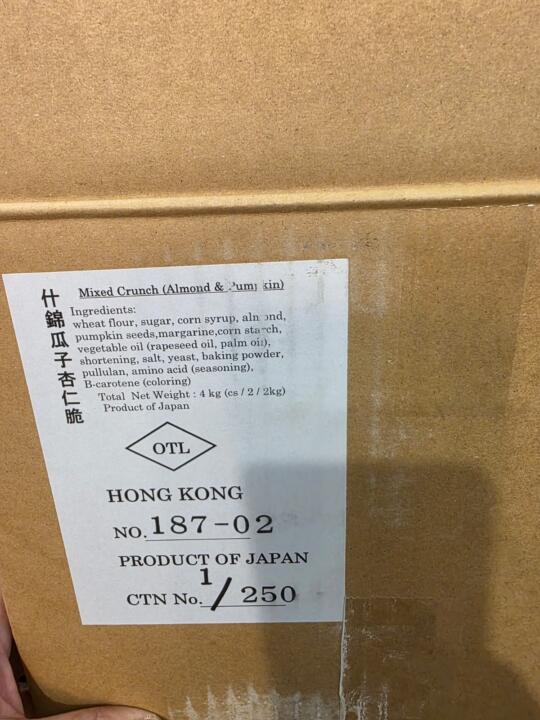 什錦瓜子杏仁脆
Mixed Crunch (Almond & Pumpkin)
Ingredients:
wheat flour, sugar, corn syrup, almond,
pumpkin seeds,margarine,corn starch,
vegetable oil (rapeseed oil, palm oil),
shortening, salt, yeast, baking powder,
pullulan, amino acid (seasoning),
B-carotene (coloring)
Total Net Weight : 4 kg (cs / 2 / 2kg)
Product of Japan
OTL
HONG KONG
NO. 187-02
PRODUCT OF JAPAN
CTN No. 1/250